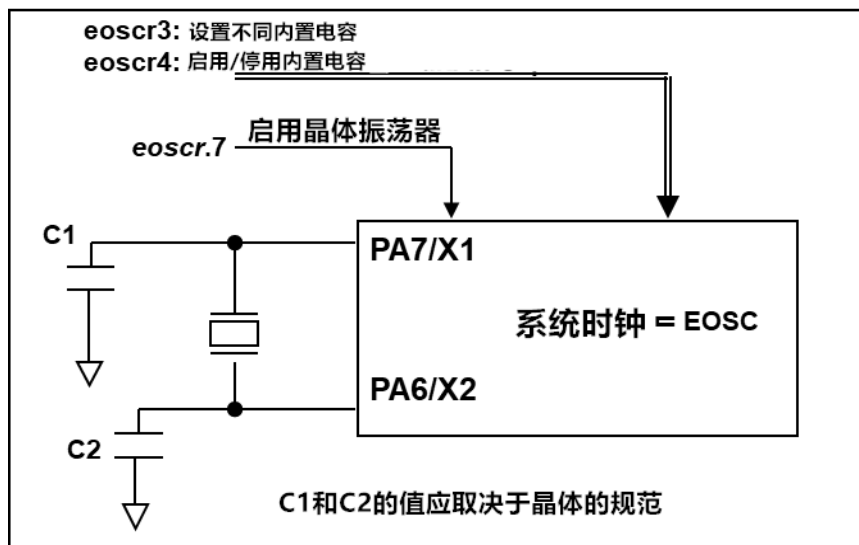 eoscr3: 设置不同内置电容
eoscr4: 启用/停用内置电容
eoscr.7 启用晶体振荡器
C1
PA7/X1
系统时钟 = EOSC
PA6/X2
C2
C1和C2的值应取决于晶体的规范